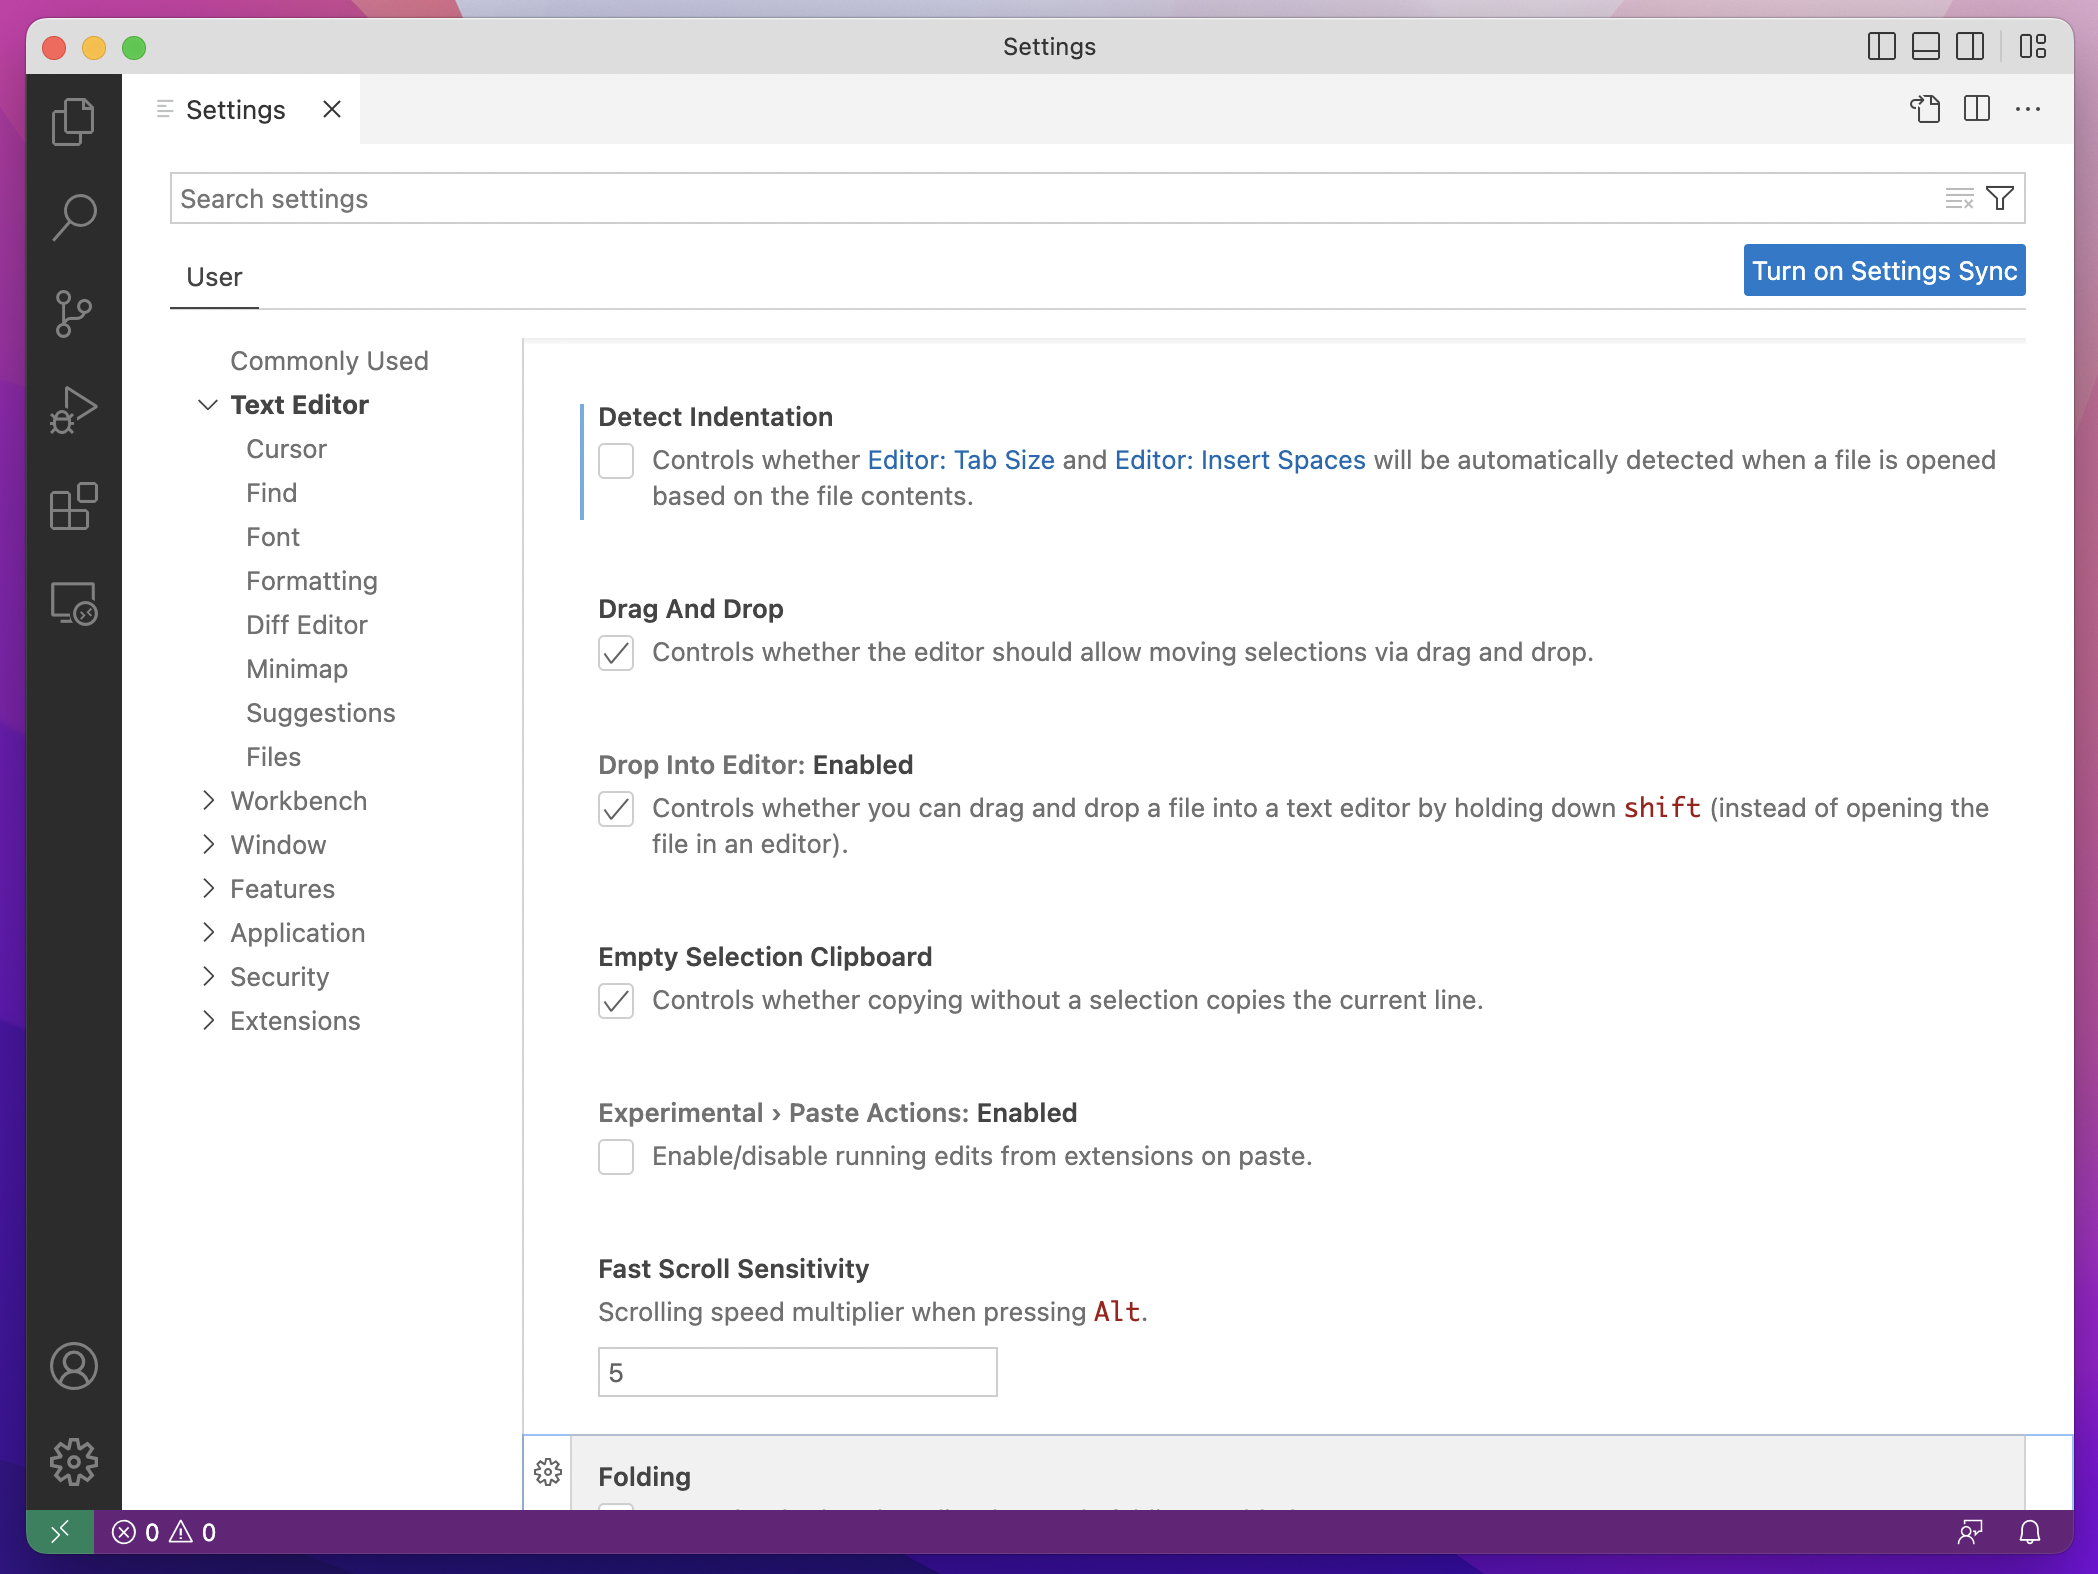 Settings
Settings
Search settings
User
Turn on Settings Sync
Commonly Used
Text Editor
Cursor
Find
Font
Formatting
Diff Editor
Minimap
Suggestions
Files
Workbench
Window
Features
Application
Security
Extensions
Detect Indentation
Controls whether Editor: Tab Size and Editor: Insert Spaces will be automatically detected when a file is opened
based on the file contents.
Drag And Drop
Controls whether the editor should allow moving selections via drag and drop.
Drop Into Editor: Enabled
Controls whether you can drag and drop a file into a text editor by holding down shift (instead of opening the
file in an editor).
Empty Selection Clipboard
Controls whether copying without a selection copies the current line.
Experimental › Paste Actions: Enabled
Enable/disable running edits from extensions on paste.
Fast Scroll Sensitivity
Scrolling speed multiplier when pressing Alt.
5
Folding
0 0